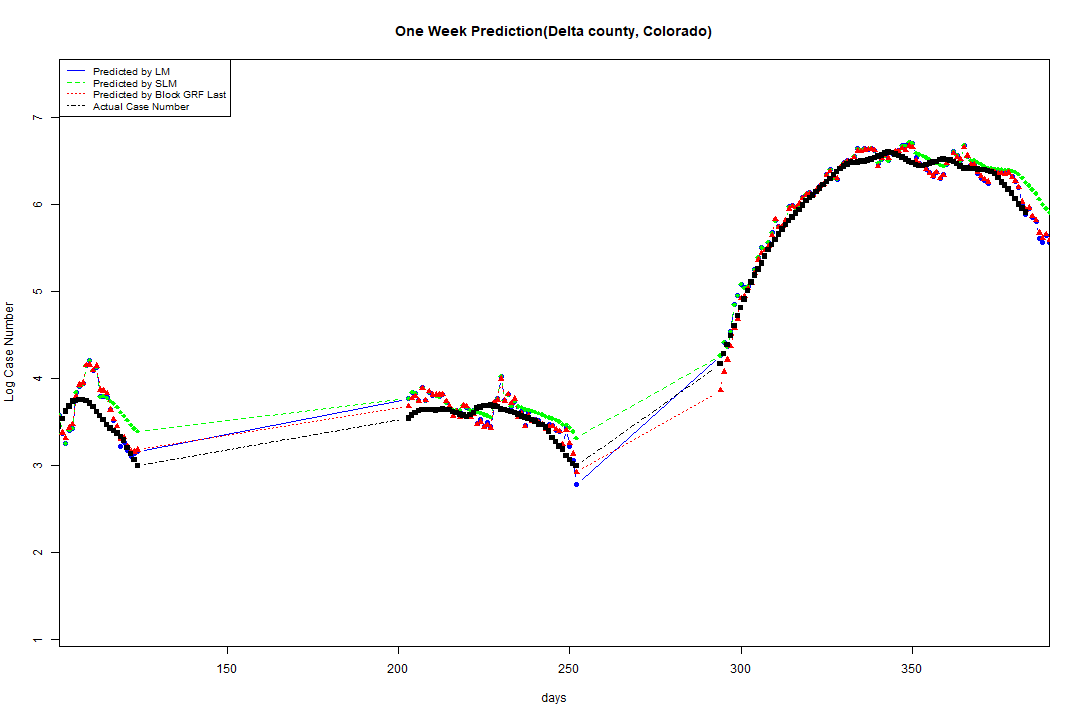 One Week Prediction(Delta county, Colorado)
Predicted by LM
Predicted by SLM
Predicted by Block GRF Last
Actual Case Number
7
6
5
4
3
2
1
Log Case Number
150 200 250 300 350
days